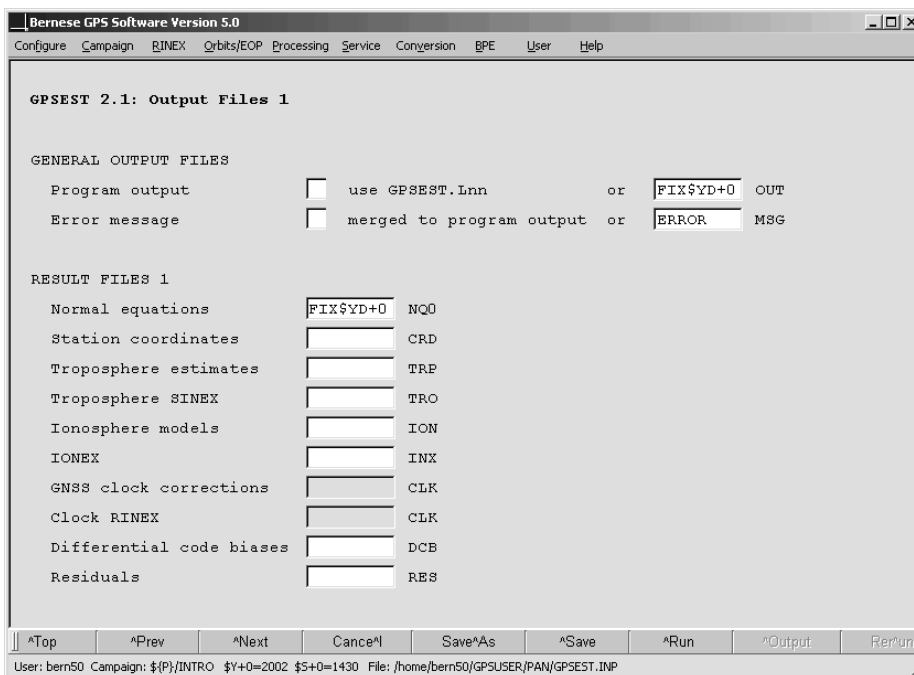 Bernese GPS Software Version 5.0
Configure Campaign RINEX Orbits/EOP Processing Service Conversion BPE User Help
GPSEST 2.1: Output Files 1
GENERAL OUTPUT FILES
Program output use GPSEST.Lnn or FIX$YD+0 OUT
Error message merged to program output or ERROR MSG
RESULT FILES 1
Normal equations FIX$YD+0 NQ0
Station coordinates CRD
Troposphere estimates TRP
Troposphere SINEX TRO
Ionosphere models ION
IONEX INX
GNSS clock corrections CLK
Clock RINEX CLK
Differential code biases DCB
Residuals RES
^Top ^Prev ^Next Cance^l Save^As ^Save ^Run ^Output Rer^un
User: bern50 Campaign: ${P}/INTRO $Y+0=2002 $S+0=1430 File: /home/bern50/GPSUSER/PAN/GPSEST.INP